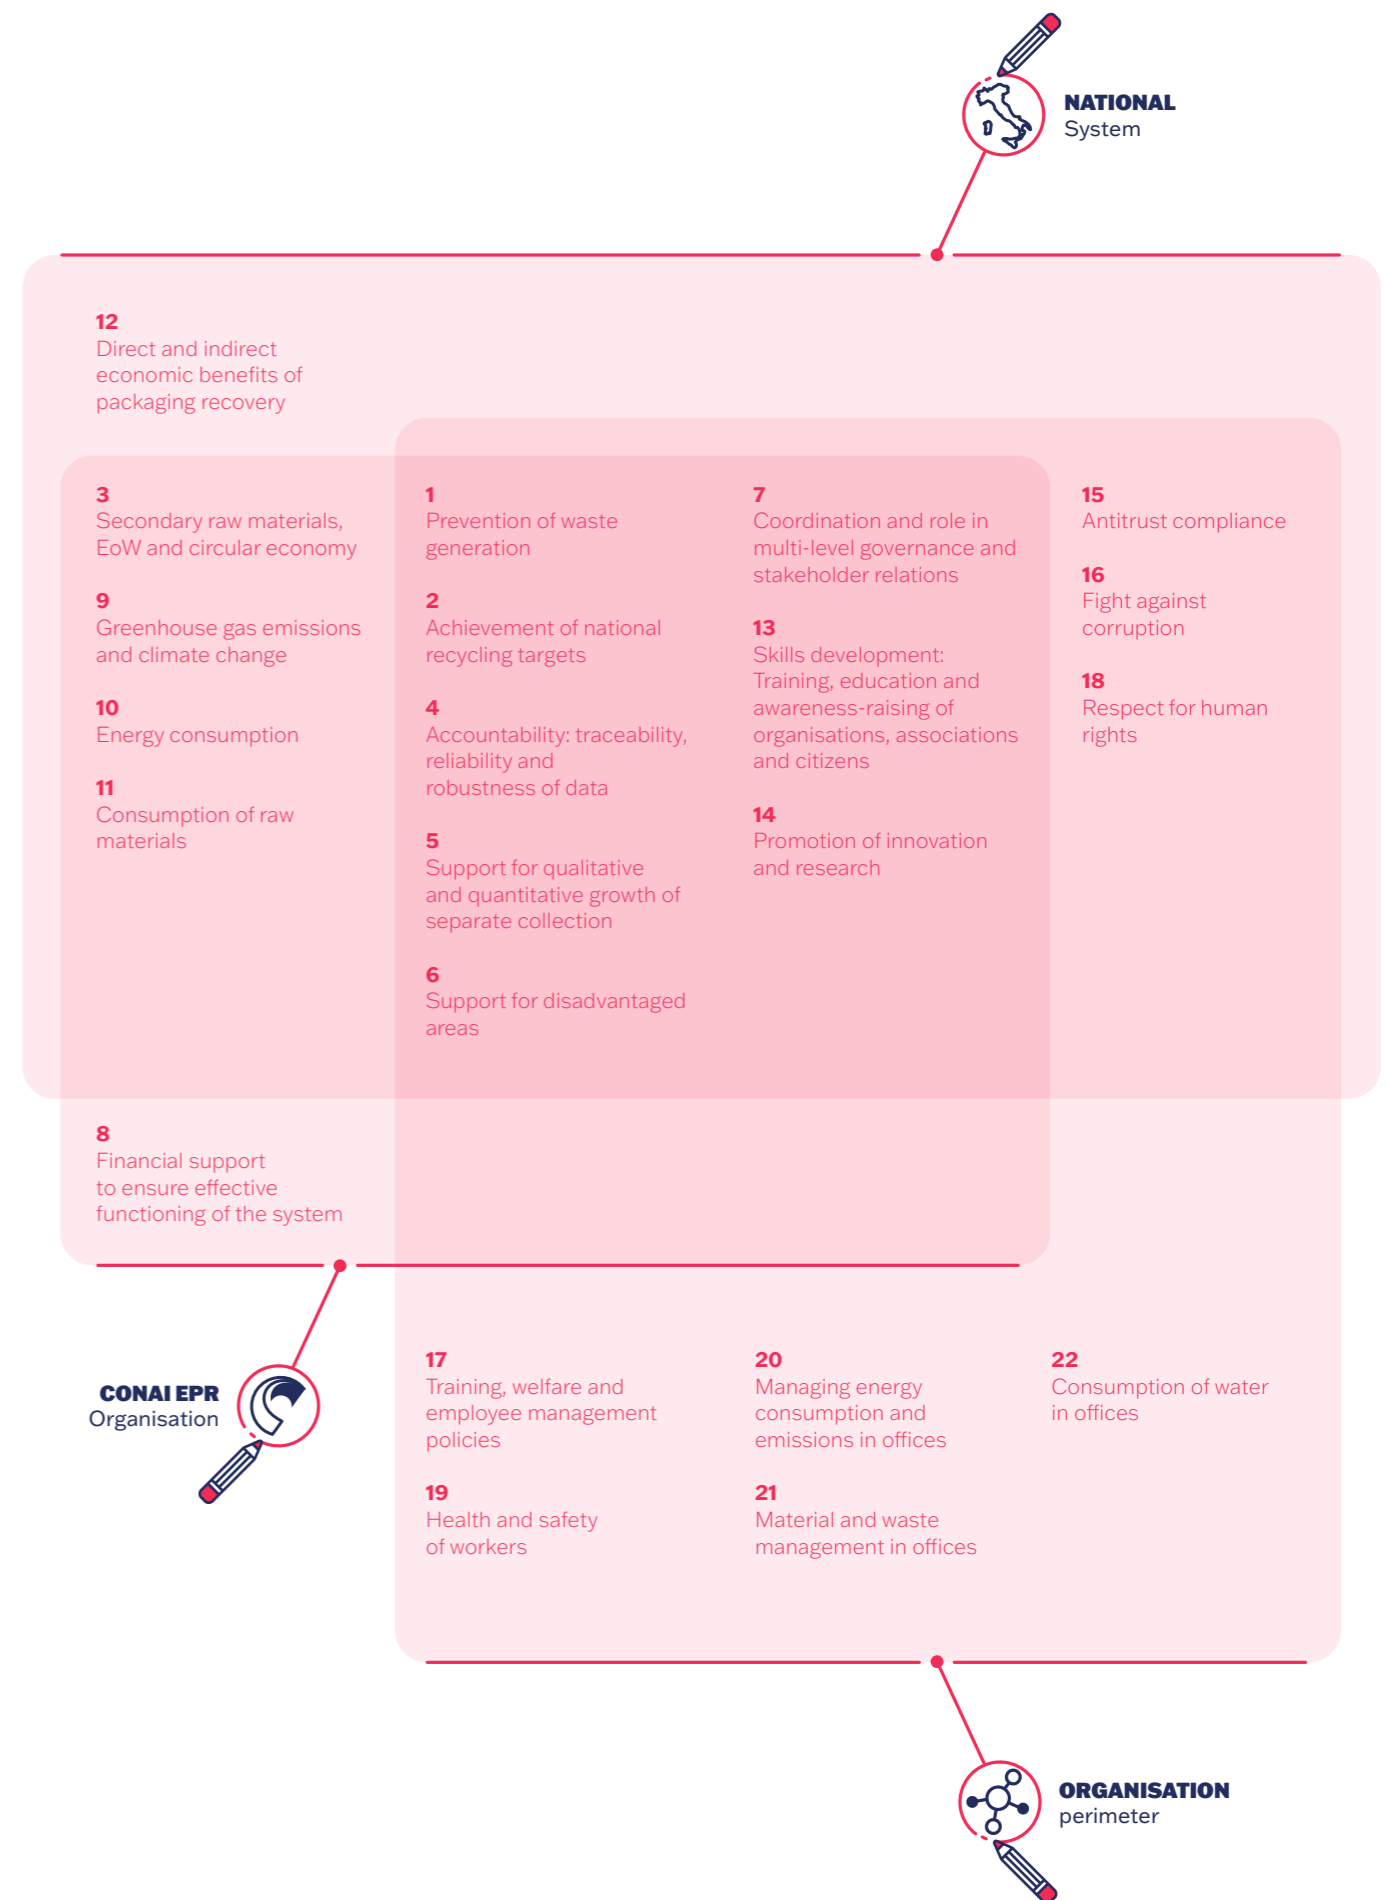 NATIONAL
System
12
Direct and indirect
economic benefits of
packaging recovery
3
Secondary raw materials,
EoW and circular economy
9
Greenhouse gas emissions
and climate change
10
Energy consumption
11
Consumption of raw
materials
1
Prevention of waste
generation
2
Achievement of national
recycling targets
4
Accountability: traceability,
reliability and
robustness of data
5
Support for qualitative
and quantitative growth of
separate collection
6
Support for disadvantaged
areas
7
Coordination and role in
multi-level governance and
stakeholder relations
13
Skills development:
Training, education and
awareness-raising of
organisations, associations
and citizens
14
Promotion of innovation
and research
15
Antitrust compliance
16
Fight against
corruption
18
Respect for human
rights
8
Financial support
to ensure effective
functioning of the system
CONAI EPR
Organisation
17
Training, welfare and
employee management
policies
19
Health and safety
of workers
20
Managing energy
consumption and
emissions in offices
21
Material and waste
management in offices
22
Consumption of water
in offices
ORGANISATION
perimeter